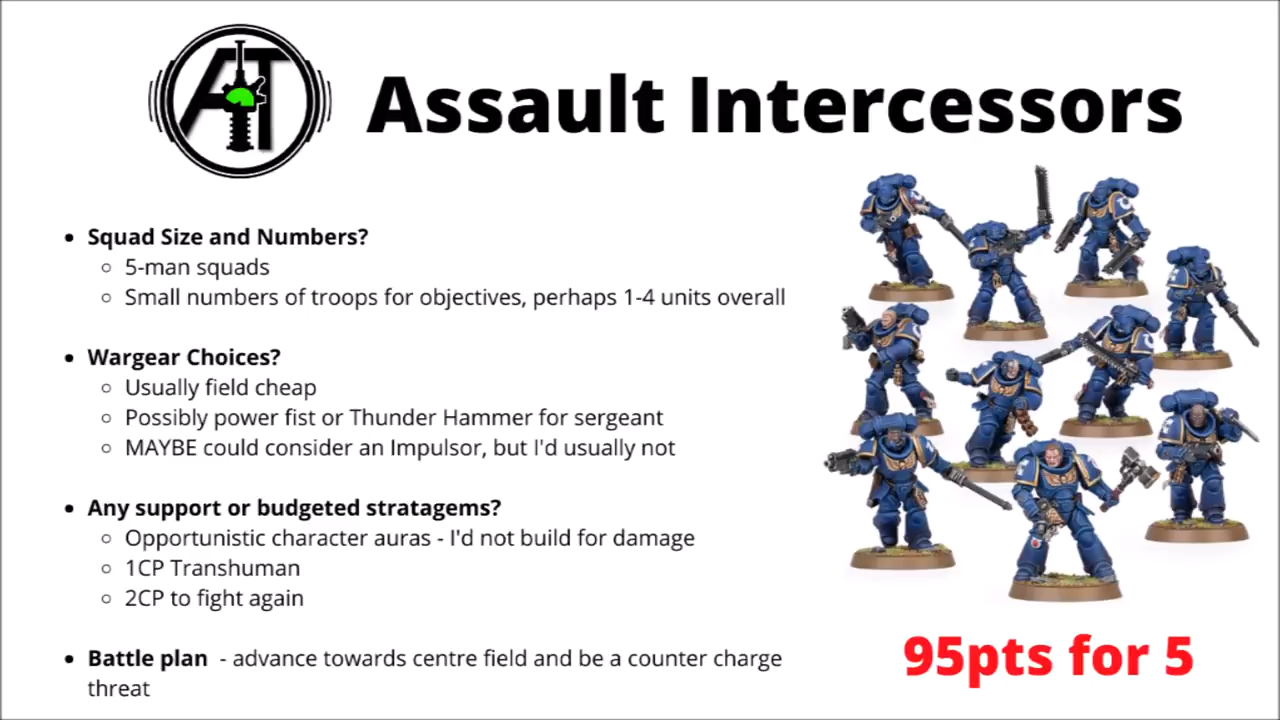 AT
Assault Intercessors
• Squad Size and Numbers?
○ 5-man squads
○ Small numbers of troops for objectives, perhaps 1-4 units overall
• Wargear Choices?
○ Usually field cheap
○ Possibly power fist or Thunder Hammer for sergeant
○ MAYBE could consider an Impulsor, but I'd usually not
• Any support or budgeted stratagems?
○ Opportunistic character auras - I'd not build for damage
○ 1CP Transhuman
○ 2CP to fight again
• Battle plan - advance towards centre field and be a counter charge
threat
95pts for 5